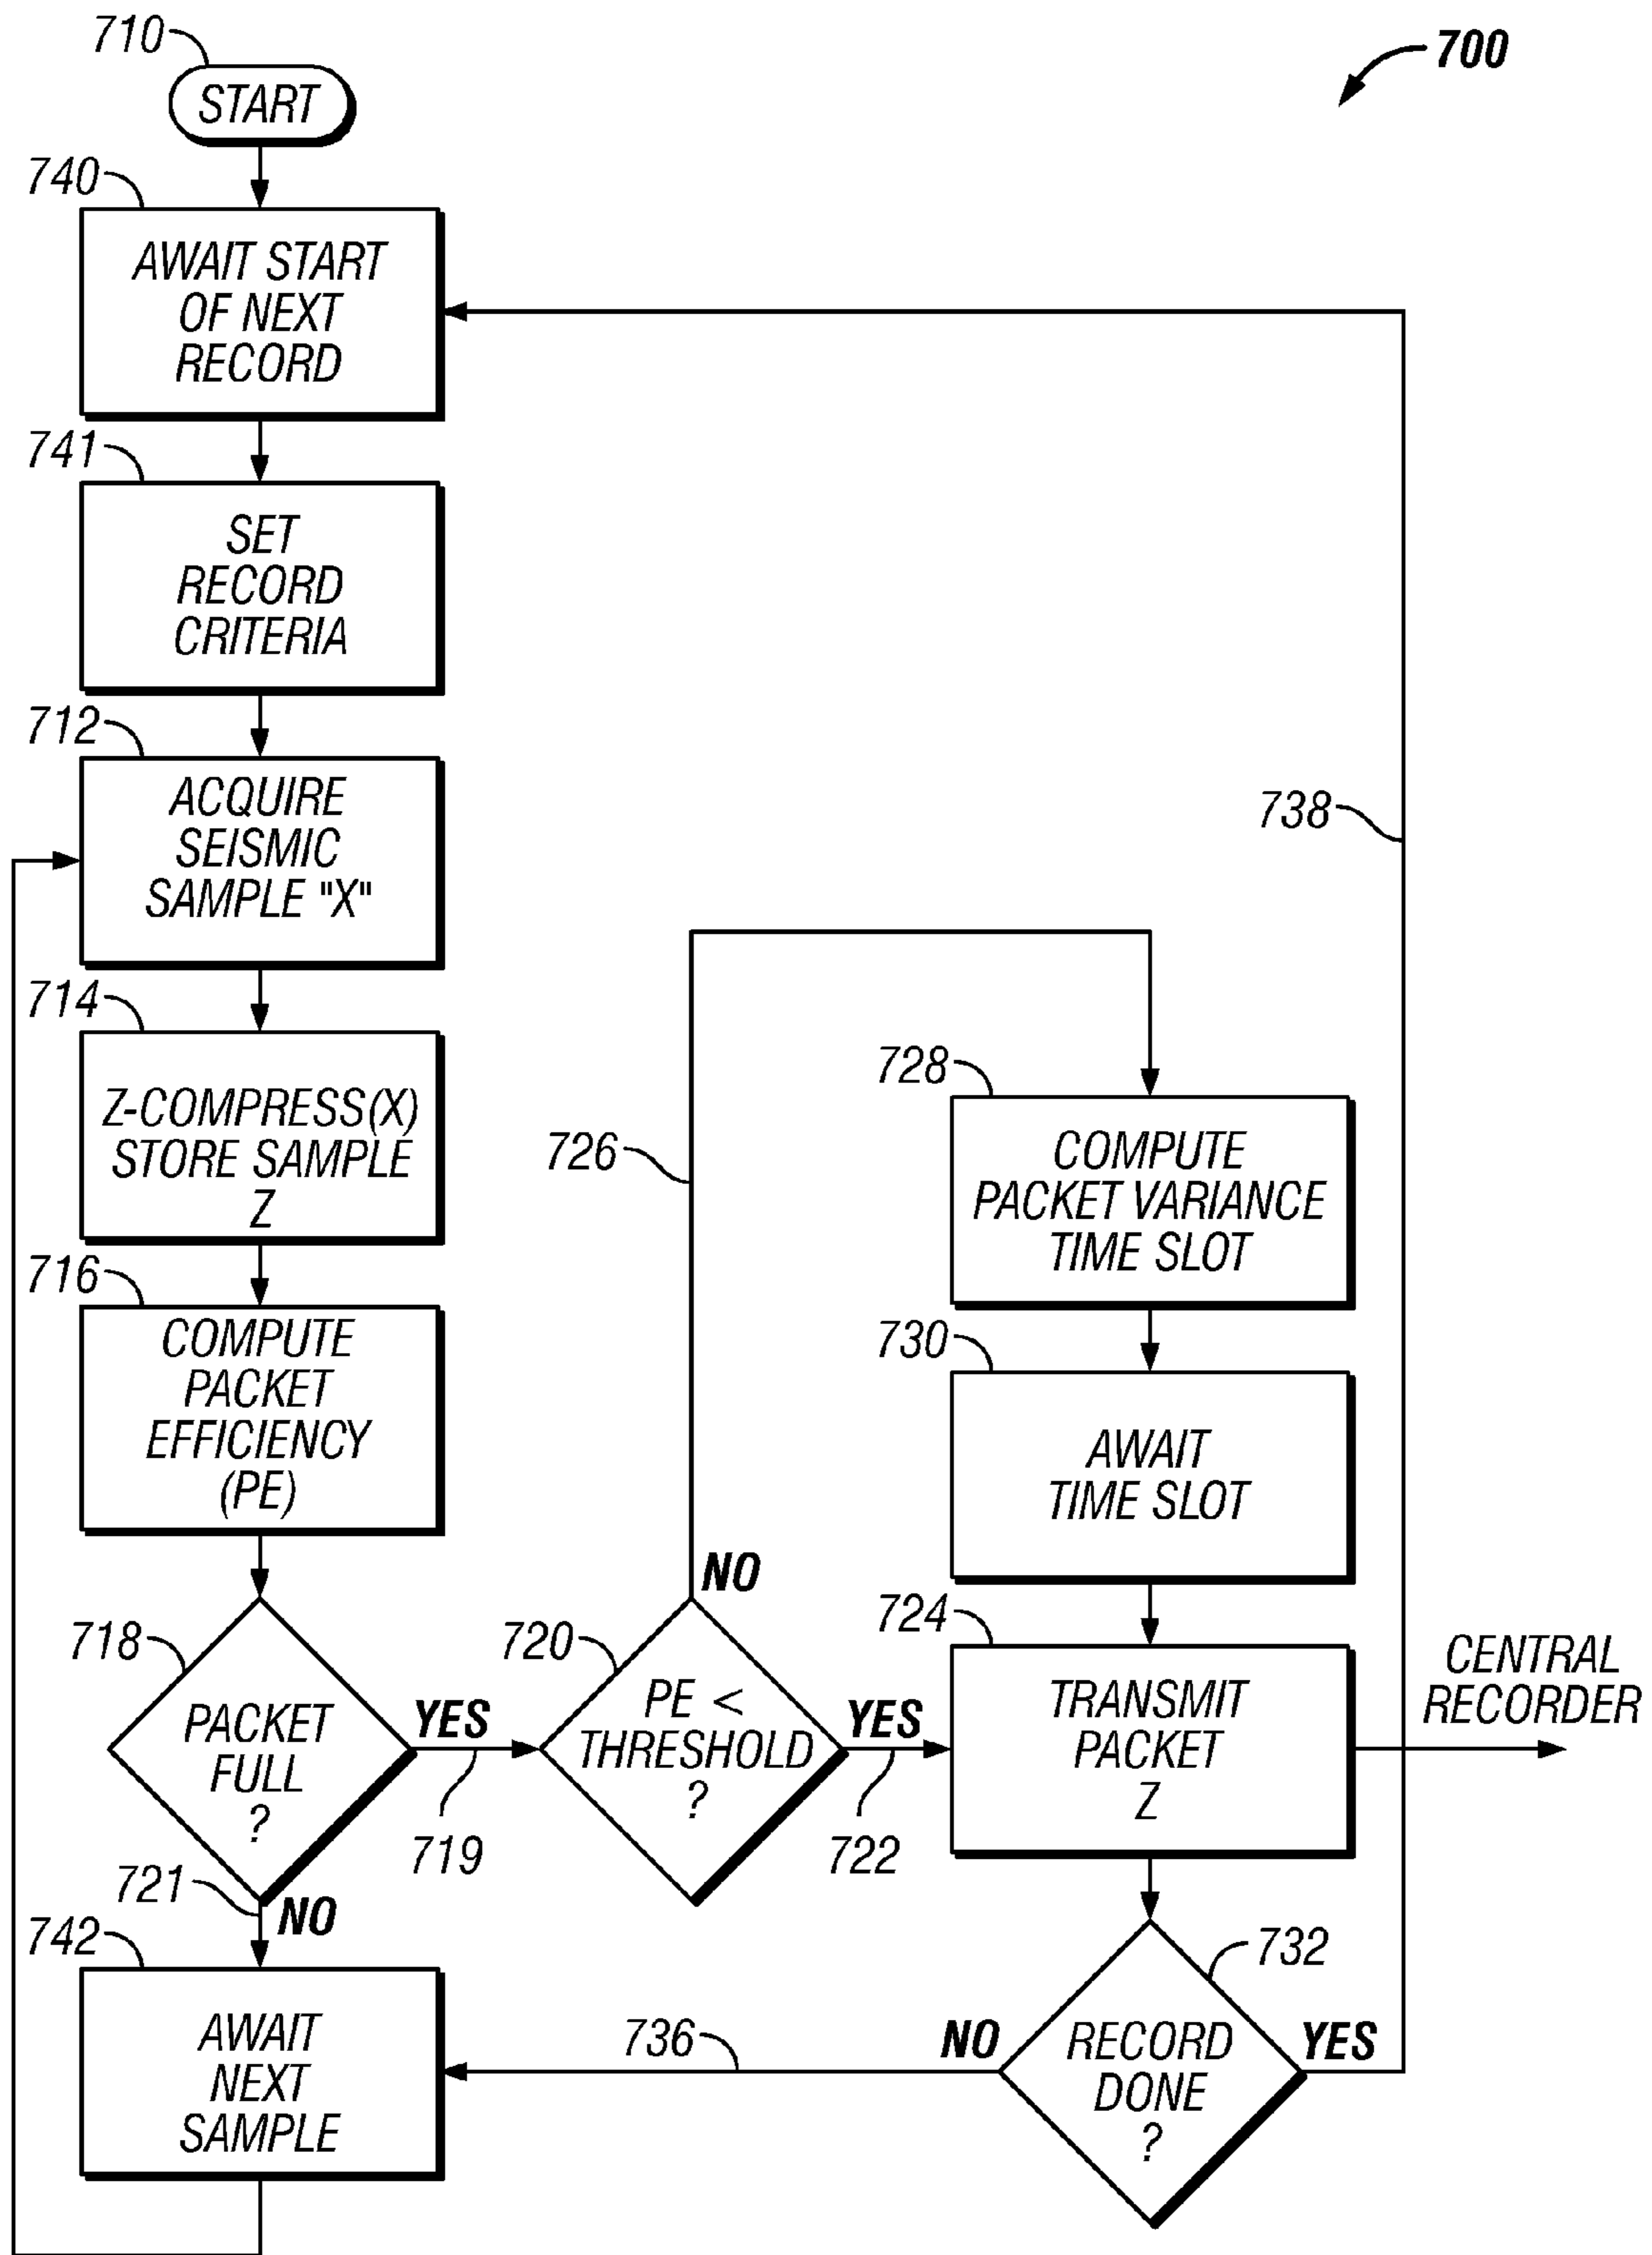 710
700
START
740
AWAIT START
OF NEXT
RECORD
741
SET
RECORD
CRITERIA
712
ACQUIRE
SEISMIC
SAMPLE "X"
738
714
Z-COMPRESS(X)
STORE SAMPLE
Z
716
COMPUTE
PACKET
EFFICIENCY
(PE)
718
PACKET
FULL
?
YES
719
721
NO
742
AWAIT
NEXT
SAMPLE
720
PE <
THRESHOLD
?
NO
726
YES
722
728
COMPUTE
PACKET VARIANCE
TIME SLOT
730
AWAIT
TIME SLOT
724
TRANSMIT
PACKET
Z
CENTRAL
RECORDER
732
RECORD
DONE
?
NO
YES
736